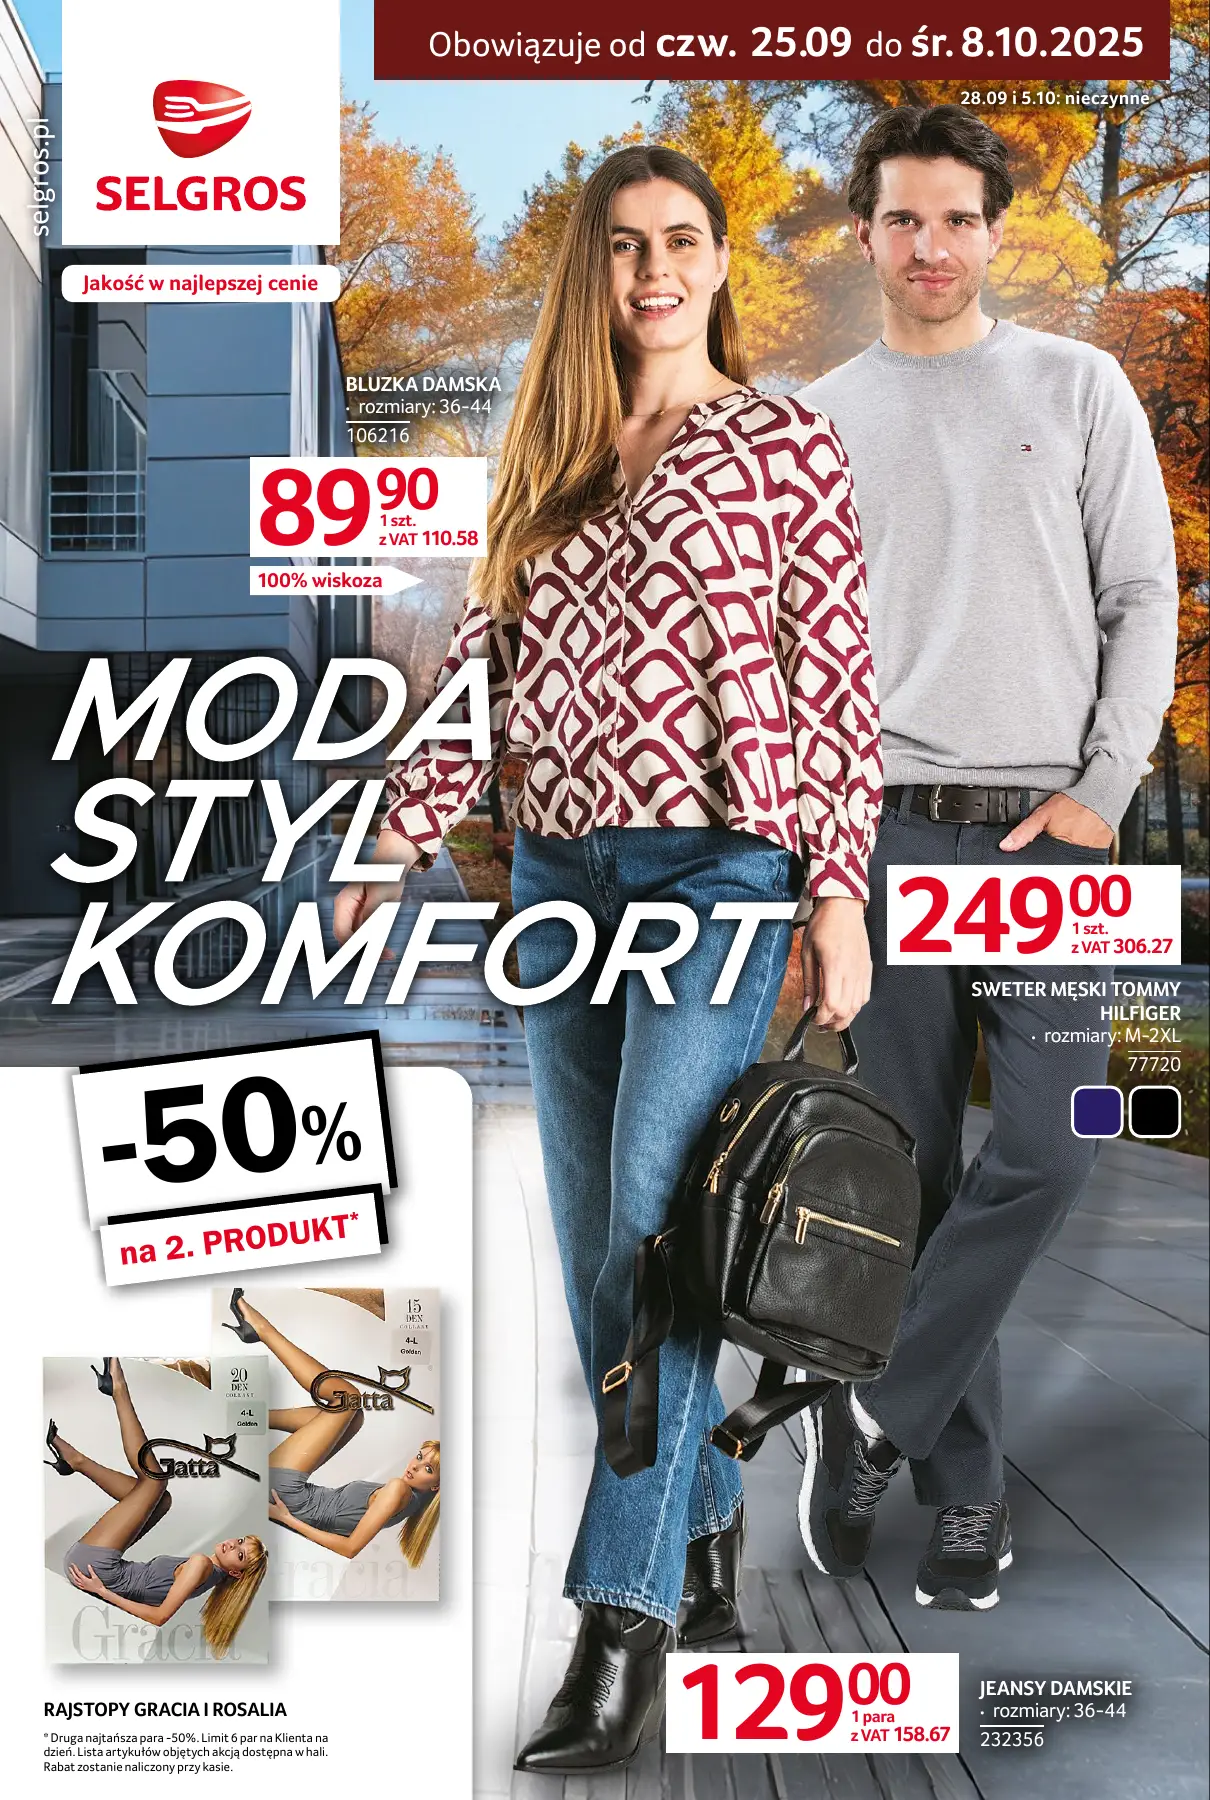 Obowiązuje od czw. 25.09 do śr. 8.10.2025
28.09 i 5.10: nieczynne
selgros.pl
SELGROS
Jakość w najlepszej cenie
BLUZKA DAMSKA
• rozmiary: 36-44
106216
89 90
1 szt.
z VAT 110.58
100% wiskoza
MODA
STYL
KOMFORT
249 00
1 szt.
z VAT 306.27
SWETER MĘSKI TOMMY
HILFIGER
• rozmiary: M-2XL
77720
-50%
na 2. PRODUKT*
15
DEN
COLLANT
4-L
Golden
Gatta
Gracia
20
DEN
COLLANT
4-L
Golden
Gatta
Gracia
RAJSTOPY GRACIA I ROSALIA
* Druga najtańsza para -50%. Limit 6 par na Klienta na
dzień. Lista artykułów objętych akcją dostępna w hali.
Rabat zostanie naliczony przy kasie.
129 00
1 para
z VAT 158.67
JEANSY DAMSKIE
• rozmiary: 36-44
232356